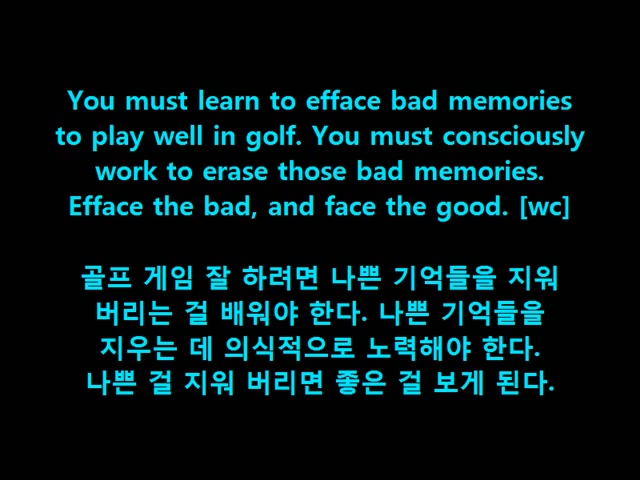 You must learn to efface bad memories
to play well in golf. You must consciously
work to erase those bad memories.
Efface the bad, and face the good. [wc]
골프 게임 잘 하려면 나쁜 기억들을 지워
버리는 걸 배워야 한다. 나쁜 기억들을
지우는 데 의식적으로 노력해야 한다.
나쁜 걸 지워 버리면 좋은 걸 보게 된다.